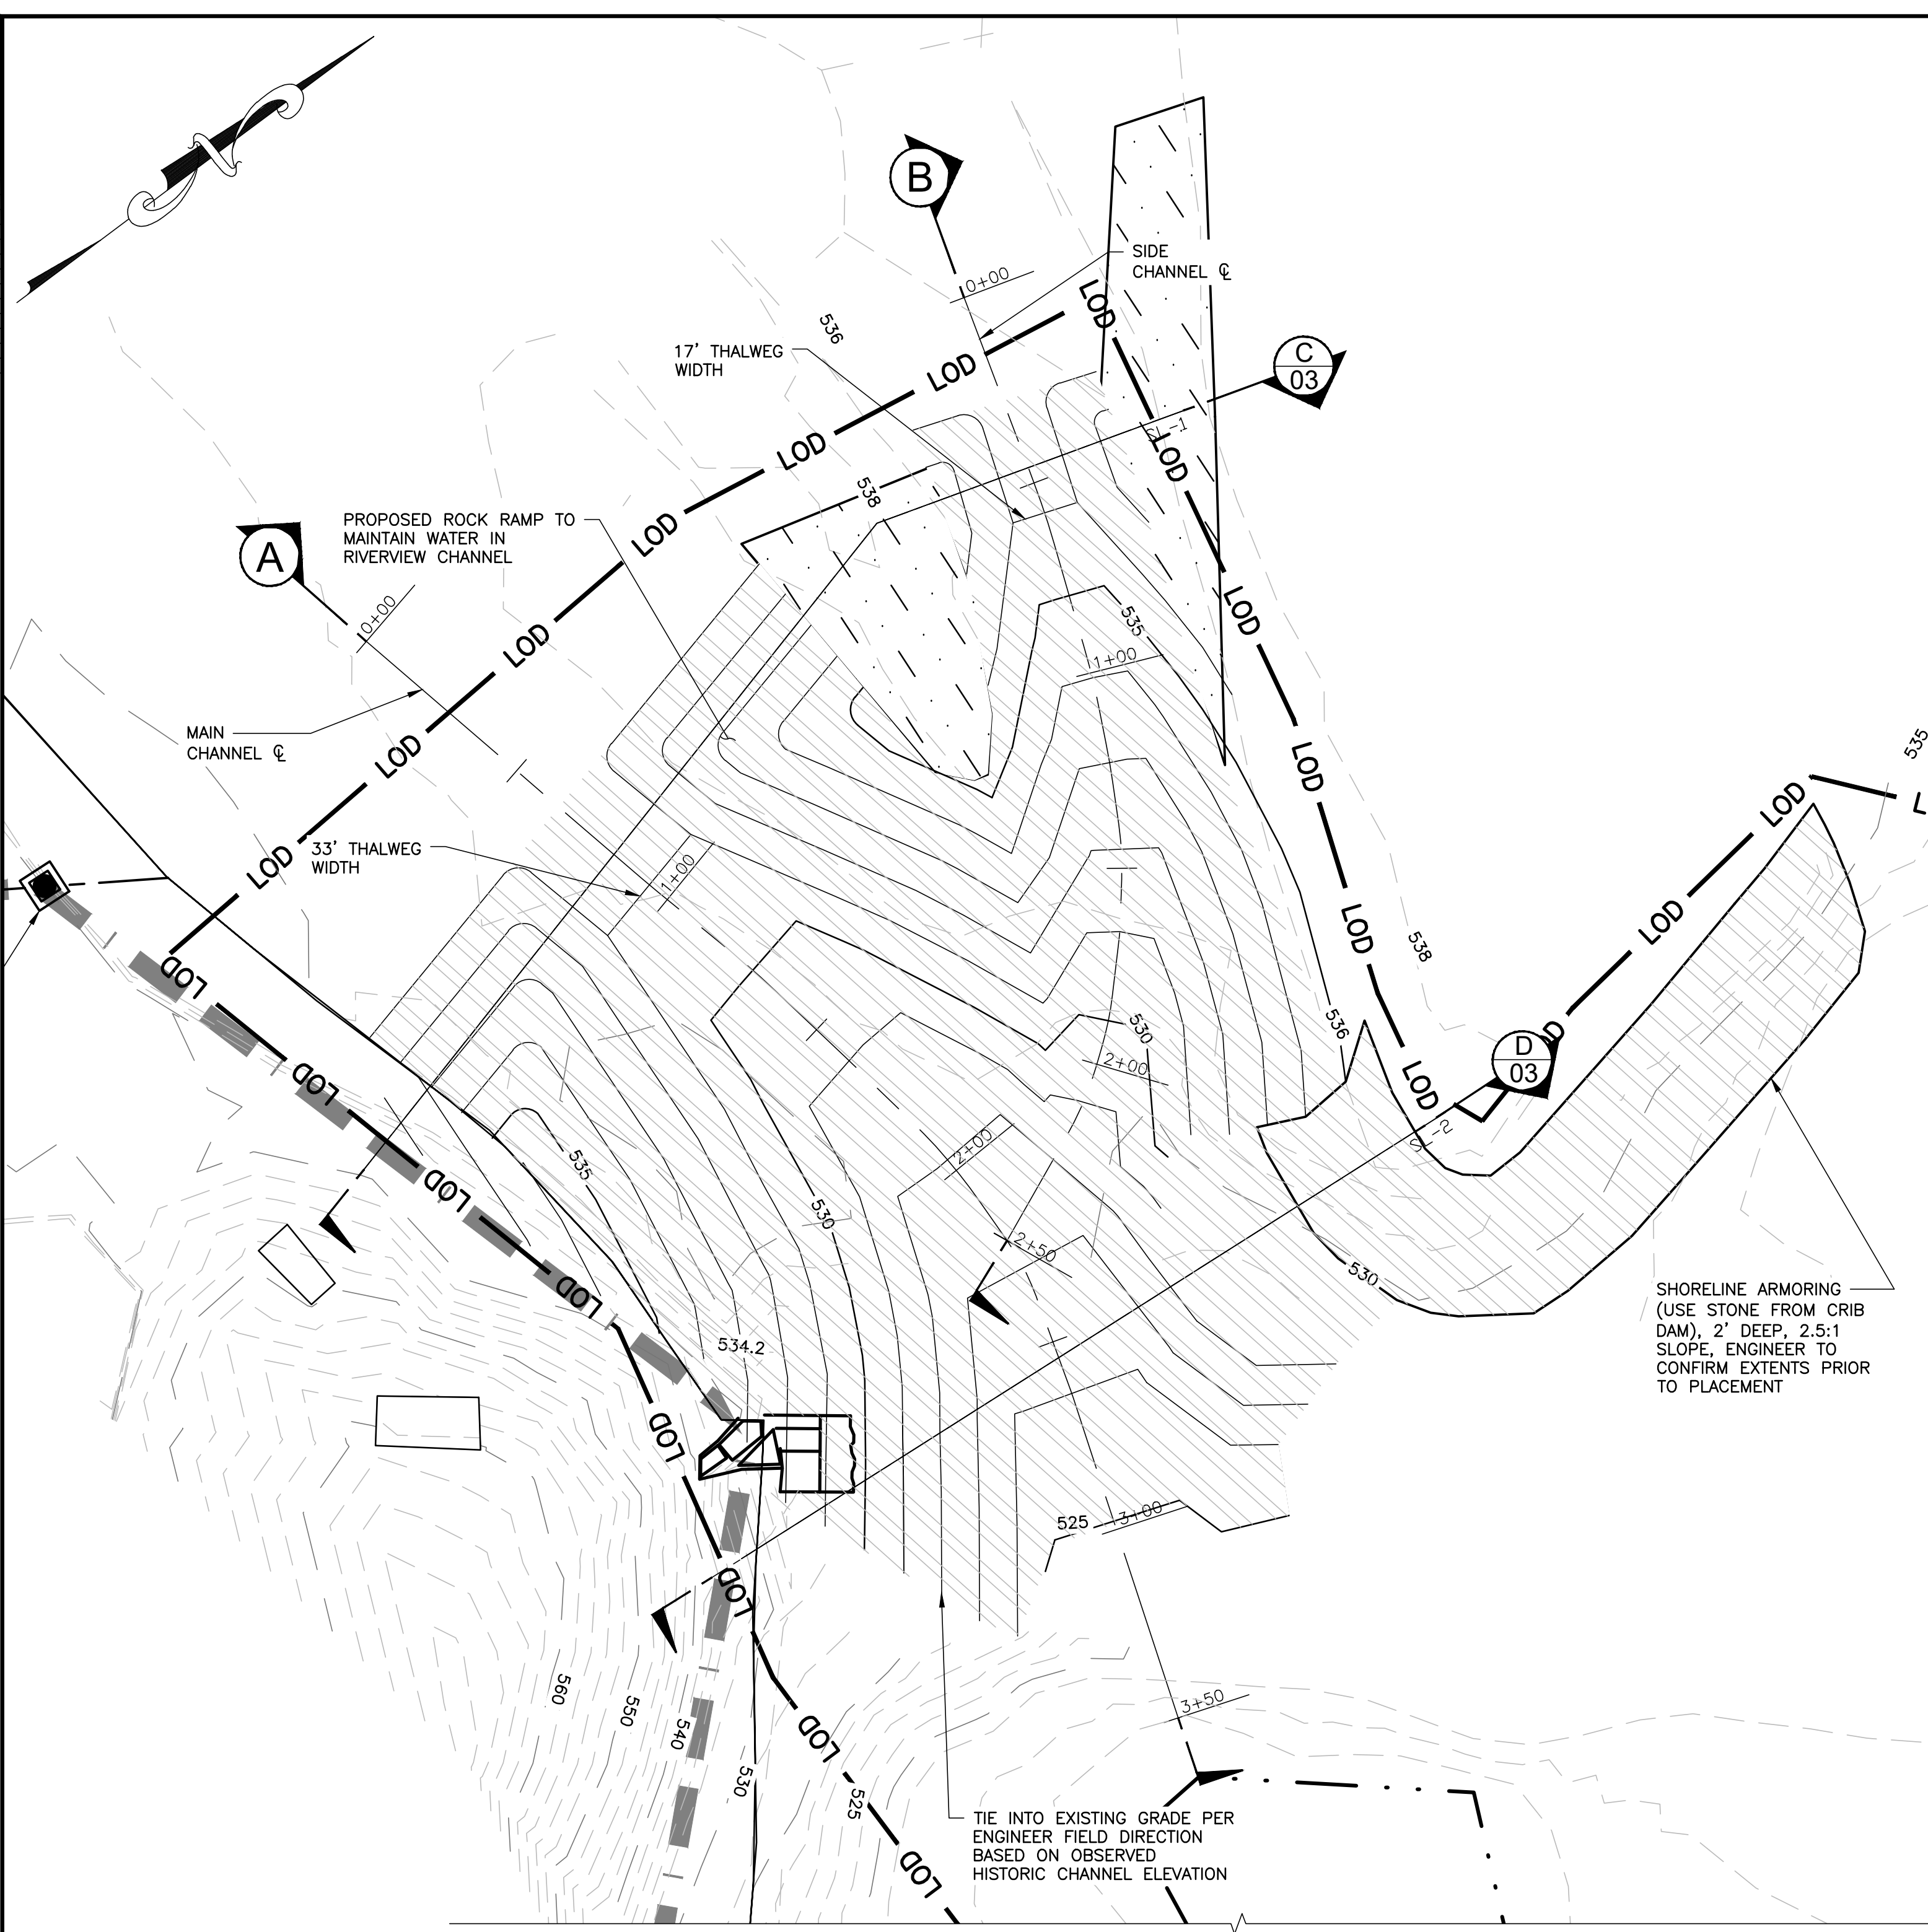 N
B
0+00
SIDE
CHANNEL ℄
LOD
536
17' THALWEG
WIDTH
LOD
C
03
LOD
SL-1
LOD
538
PROPOSED ROCK RAMP TO
MAINTAIN WATER IN
RIVERVIEW CHANNEL
LOD
A
0+00
LOD
LOD
535
1+00
MAIN
CHANNEL ℄
LOD
LOD
LOD
535
L
33' THALWEG
WIDTH
LOD
1+00
LOD
LOD
538
LOD
530
536
D
D
03
2+00
LOD
LOD
2+00
-2
535
LOD
530
2+50
530
LOD
SHORELINE ARMORING
(USE STONE FROM CRIB
DAM), 2' DEEP, 2.5:1
SLOPE, ENGINEER TO
CONFIRM EXTENTS PRIOR
TO PLACEMENT
534.2
LOD
525
3+00
LOD
560
550
540
530
3+50
LOD
525
TIE INTO EXISTING GRADE PER
ENGINEER FIELD DIRECTION
BASED ON OBSERVED
HISTORIC CHANNEL ELEVATION
LOD